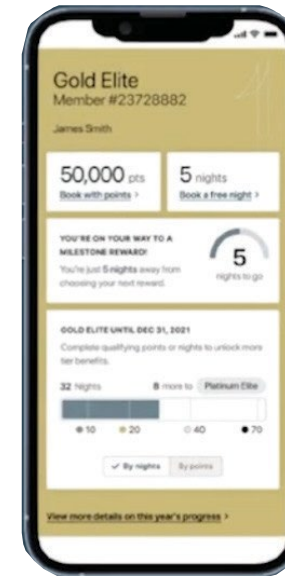 Gold Elite
Member #23728882
James Smith
50,000 pts
Book with points >
5 nights
Book a free night >
YOU'RE ON YOUR WAY TO A
MILESTONE REWARD!
You're just 5 nights away from
choosing your next reward.
5
nights to go
GOLD ELITE UNTIL DEC 31, 2021
Complete qualifying points or nights to unlock more
tier benefits.
32 Nights
8 more to Platinum Elite
10 20 40 70
✓ By nights By points
View more details on this year's progress >